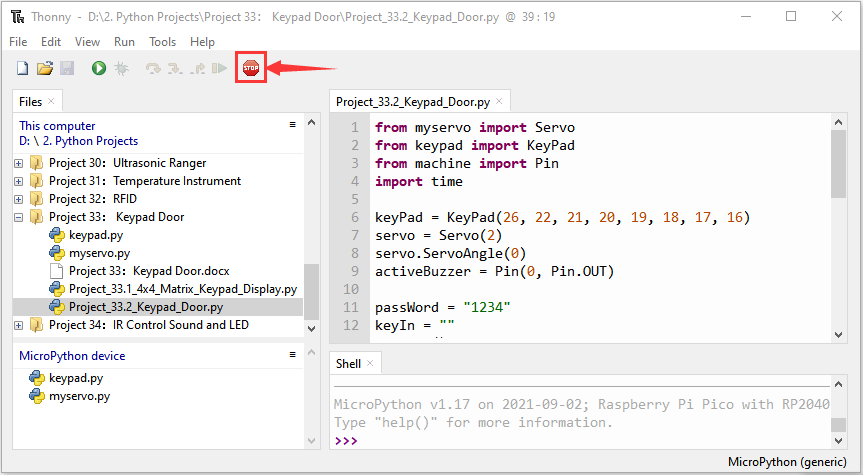 Thonny - D:\2. Python Projects\Project 33： Keypad Door\Project_33.2_Keypad_Door.py @ 39 : 19
File Edit View Run Tools Help
STOP
Files ×
This computer ≡
D: \ 2. Python Projects
Project 30：Ultrasonic Ranger
Project 31：Temperature Instrument
Project 32：RFID
Project 33： Keypad Door
keypad.py
myservo.py
Project 33：Keypad Door.docx
Project_33.1_4x4_Matrix_Keypad_Display.py
Project_33.2_Keypad_Door.py
Project 34：IR Control Sound and LED
MicroPython device ≡
keypad.py
myservo.py
Project_33.2_Keypad_Door.py ×
1 from myservo import Servo
2 from keypad import KeyPad
3 from machine import Pin
4 import time
5
6 keyPad = KeyPad(26, 22, 21, 20, 19, 18, 17, 16)
7 servo = Servo(2)
8 servo.ServoAngle(0)
9 activeBuzzer = Pin(0, Pin.OUT)
10
11 passWord = "1234"
12 keyIn = ""
Shell ×
MicroPython v1.17 on 2021-09-02; Raspberry Pi Pico with RP2040
Type "help()" for more information.
>>>
MicroPython (generic)